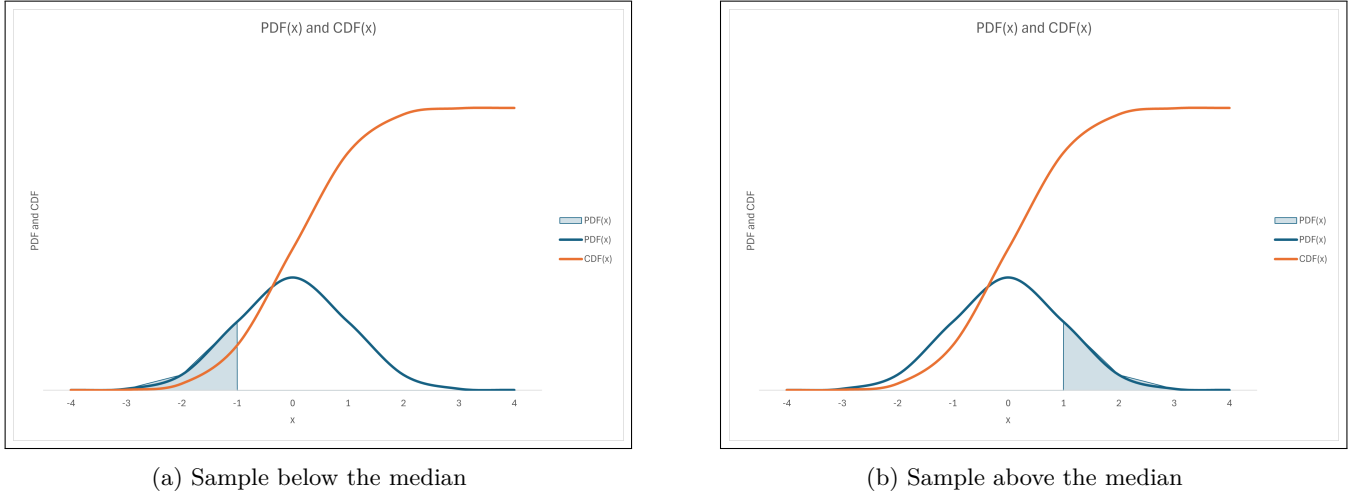 PDF(x) and CDF(x)
PDF and CDF
PDF(x)
PDF(x)
CDF(x)
-4 -3 -2 -1 0 1 2 3 4
x
(a) Sample below the median
PDF(x) and CDF(x)
PDF and CDF
PDF(x)
PDF(x)
CDF(x)
-4 -3 -2 -1 0 1 2 3 4
x
(b) Sample above the median